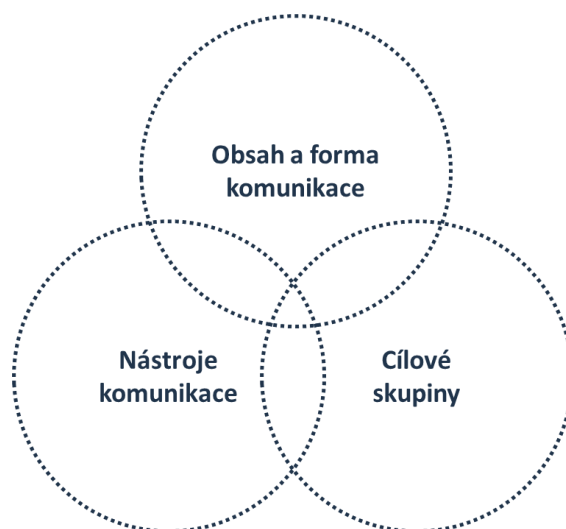 Obsah a forma
komunikace
Nástroje
komunikace
Cílové
skupiny